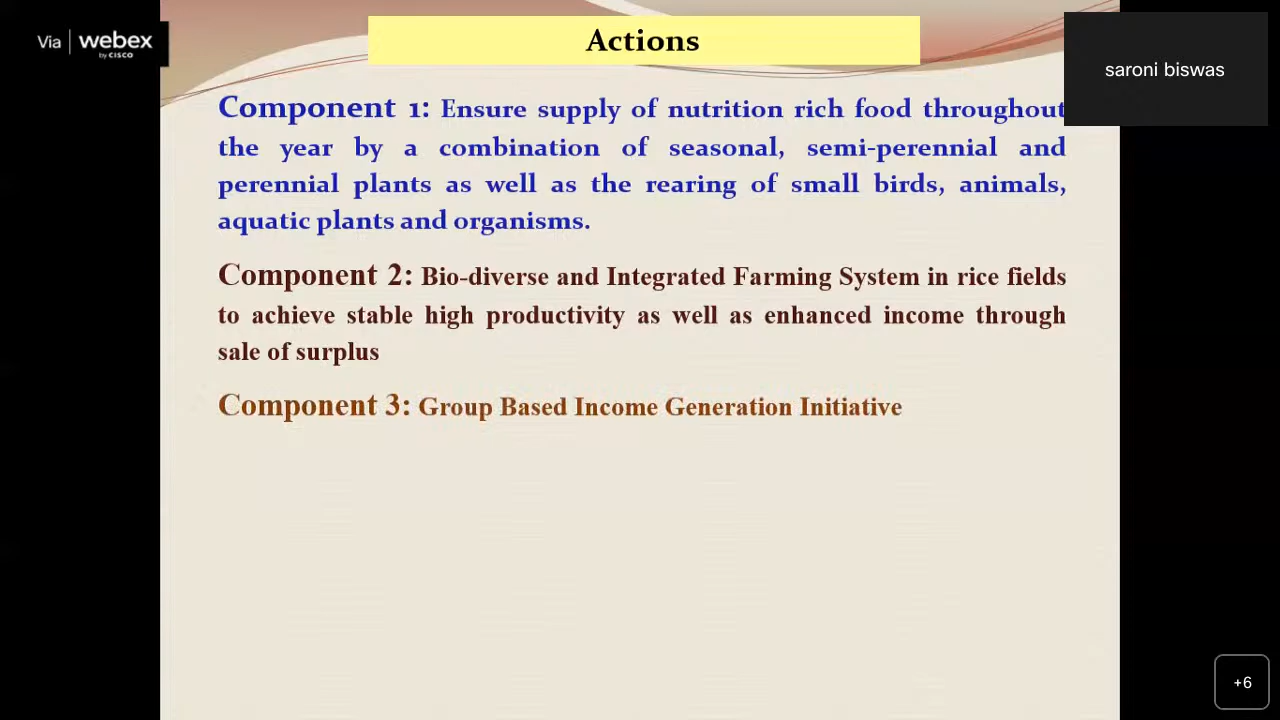 Via webex
by CISCO
Actions
saroni biswas
Component 1: Ensure supply of nutrition rich food throughout
the year by a combination of seasonal, semi-perennial and
perennial plants as well as the rearing of small birds, animals,
aquatic plants and organisms.
Component 2: Bio-diverse and Integrated Farming System in rice fields
to achieve stable high productivity as well as enhanced income through
sale of surplus
Component 3: Group Based Income Generation Initiative
+6